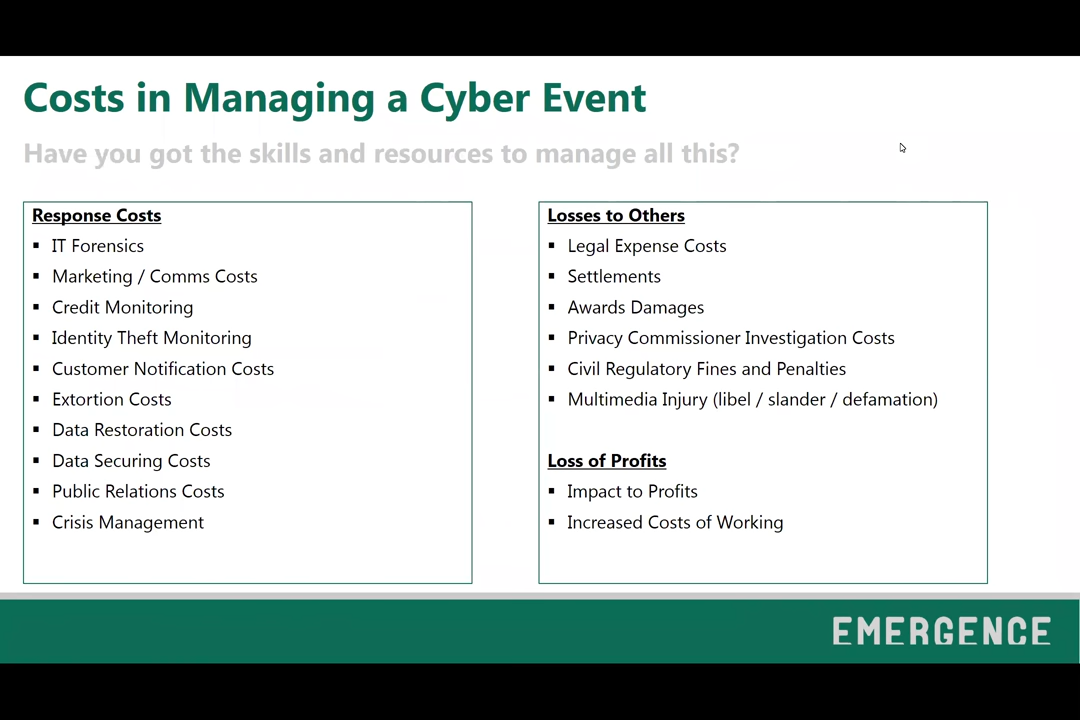 Costs in Managing a Cyber Event
Have you got the skills and resources to manage all this?
Response Costs
▪ IT Forensics
▪ Marketing / Comms Costs
▪ Credit Monitoring
▪ Identity Theft Monitoring
▪ Customer Notification Costs
▪ Extortion Costs
▪ Data Restoration Costs
▪ Data Securing Costs
▪ Public Relations Costs
▪ Crisis Management
Losses to Others
▪ Legal Expense Costs
▪ Settlements
▪ Awards Damages
▪ Privacy Commissioner Investigation Costs
▪ Civil Regulatory Fines and Penalties
▪ Multimedia Injury (libel / slander / defamation)
Loss of Profits
▪ Impact to Profits
▪ Increased Costs of Working
EMERGENCE